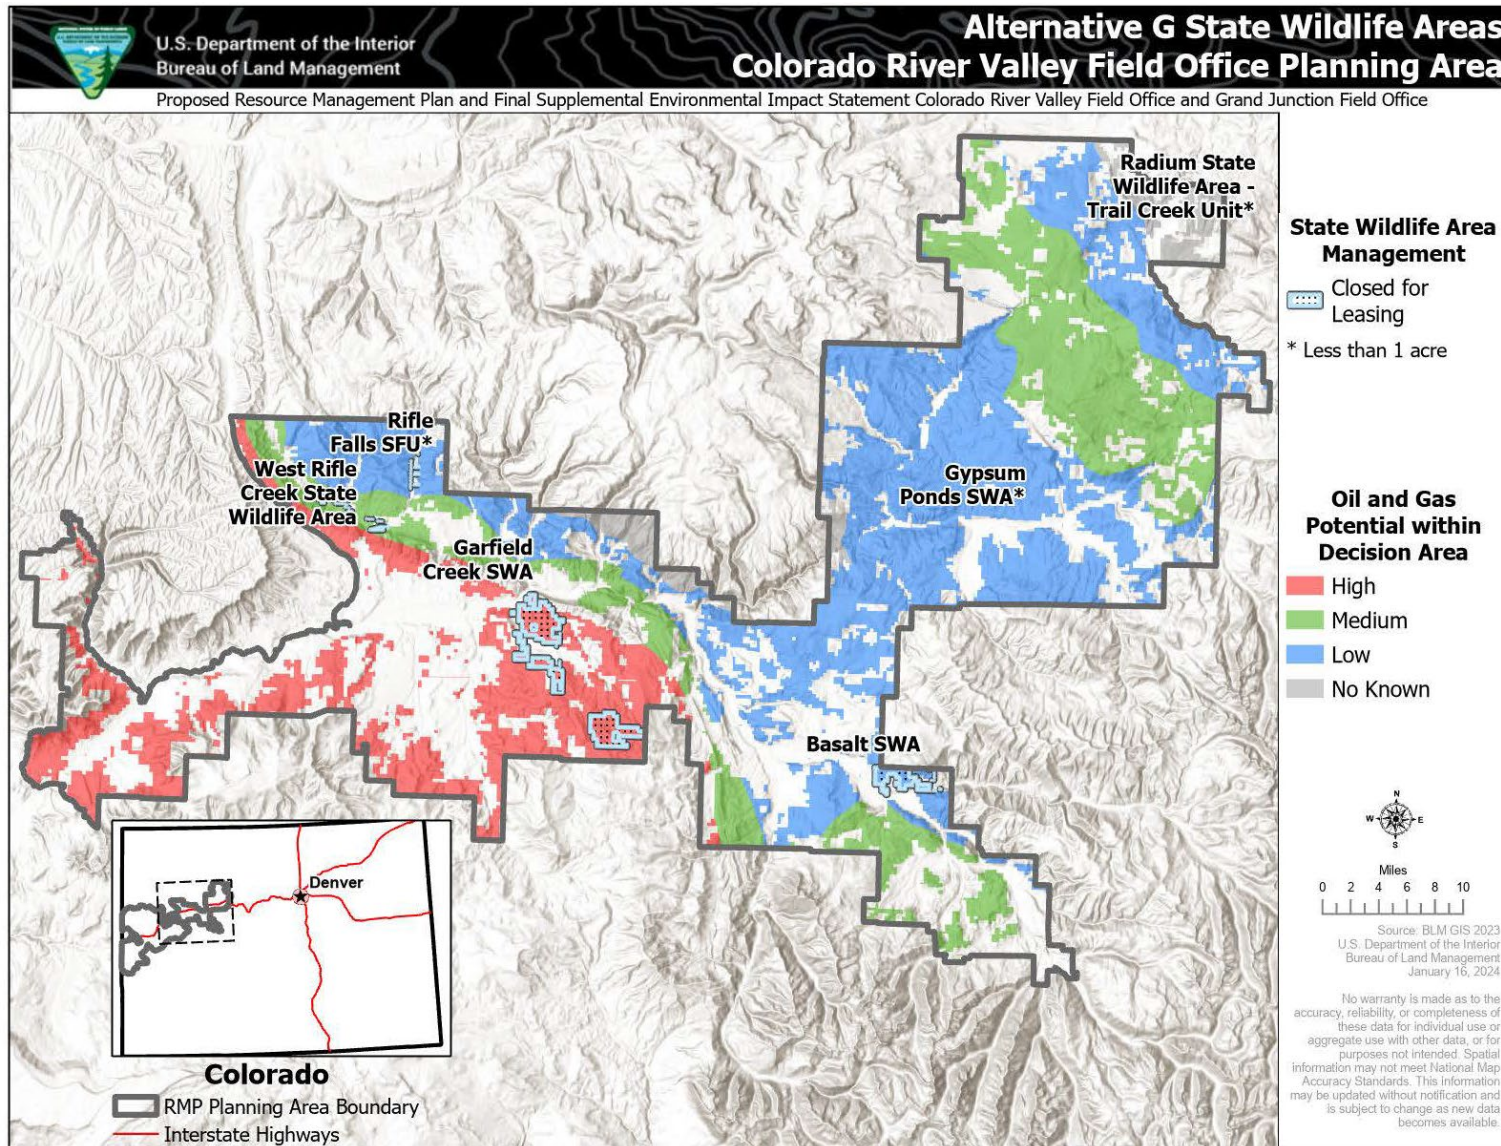 U.S. Department of the Interior
Bureau of Land Management
Alternative G State Wildlife Areas
Colorado River Valley Field Office Planning Area
Proposed Resource Management Plan and Final Supplemental Environmental Impact Statement Colorado River Valley Field Office and Grand Junction Field Office
Radium State
Wildlife Area -
Trail Creek Unit*
Rifle
Falls SFU*
West Rifle
Creek State
Wildlife Area
Garfield
Creek SWA
Gypsum
Ponds SWA*
Basalt SWA
State Wildlife Area
Management
Closed for
Leasing
* Less than 1 acre
Oil and Gas
Potential within
Decision Area
High
Medium
Low
No Known
N
W
E
S
Miles
0 2 4 6 8 10
Source: BLM GIS 2023
U.S. Department of the Interior
Bureau of Land Management
January 16, 2024
No warranty is made as to the
accuracy, reliability, or completeness of
these data for individual use or
aggregate use with other data, or for
purposes not intended. Spatial
information may not meet National Map
Accuracy Standards. This information
may be updated without notification and
is subject to change as new data
becomes available.
Denver
Colorado
RMP Planning Area Boundary
Interstate Highways